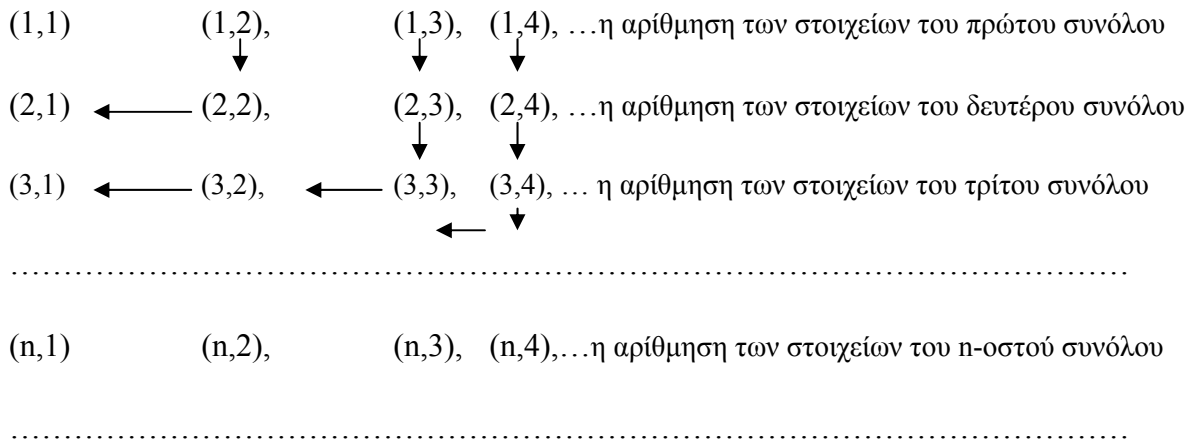 (1,1) (1,2), (1,3), (1,4), …η αρίθμηση των στοιχείων του πρώτου συνόλου
(2,1) (2,2), (2,3), (2,4), …η αρίθμηση των στοιχείων του δευτέρου συνόλου
(3,1) (3,2), (3,3), (3,4), … η αρίθμηση των στοιχείων του τρίτου συνόλου
……………………………………………………………………………………………
(n,1) (n,2), (n,3), (n,4),…η αρίθμηση των στοιχείων του n-οστού συνόλου
……………………………………………………………………………………………